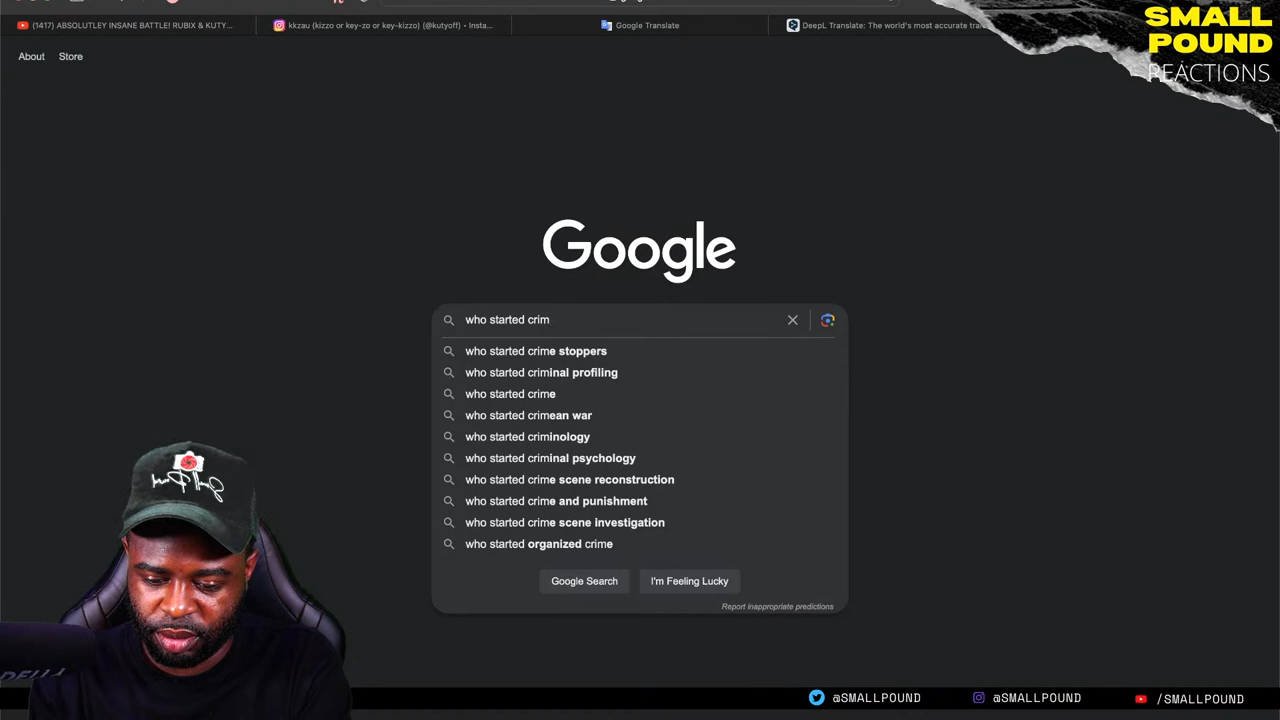 (1417) ABSOLUTLEY INSANE BATTLE! RUBIX & KUTY...
kkzau (kizzo or key-zo or key-kizzo) (@kutyoff) • Insta...
Google Translate
DeepL Translate: The world's most accurate tra
SMALL
POUND
REACTIONS
About
Store
Google
who started crim
who started crime stoppers
who started criminal profiling
who started crime
who started crimean war
who started criminology
who started criminal psychology
who started crime scene reconstruction
who started crime and punishment
who started crime scene investigation
who started organized crime
Google Search
I'm Feeling Lucky
Report inappropriate predictions
@SMALLPOUND
@SMALLPOUND
/SMALLPOUND